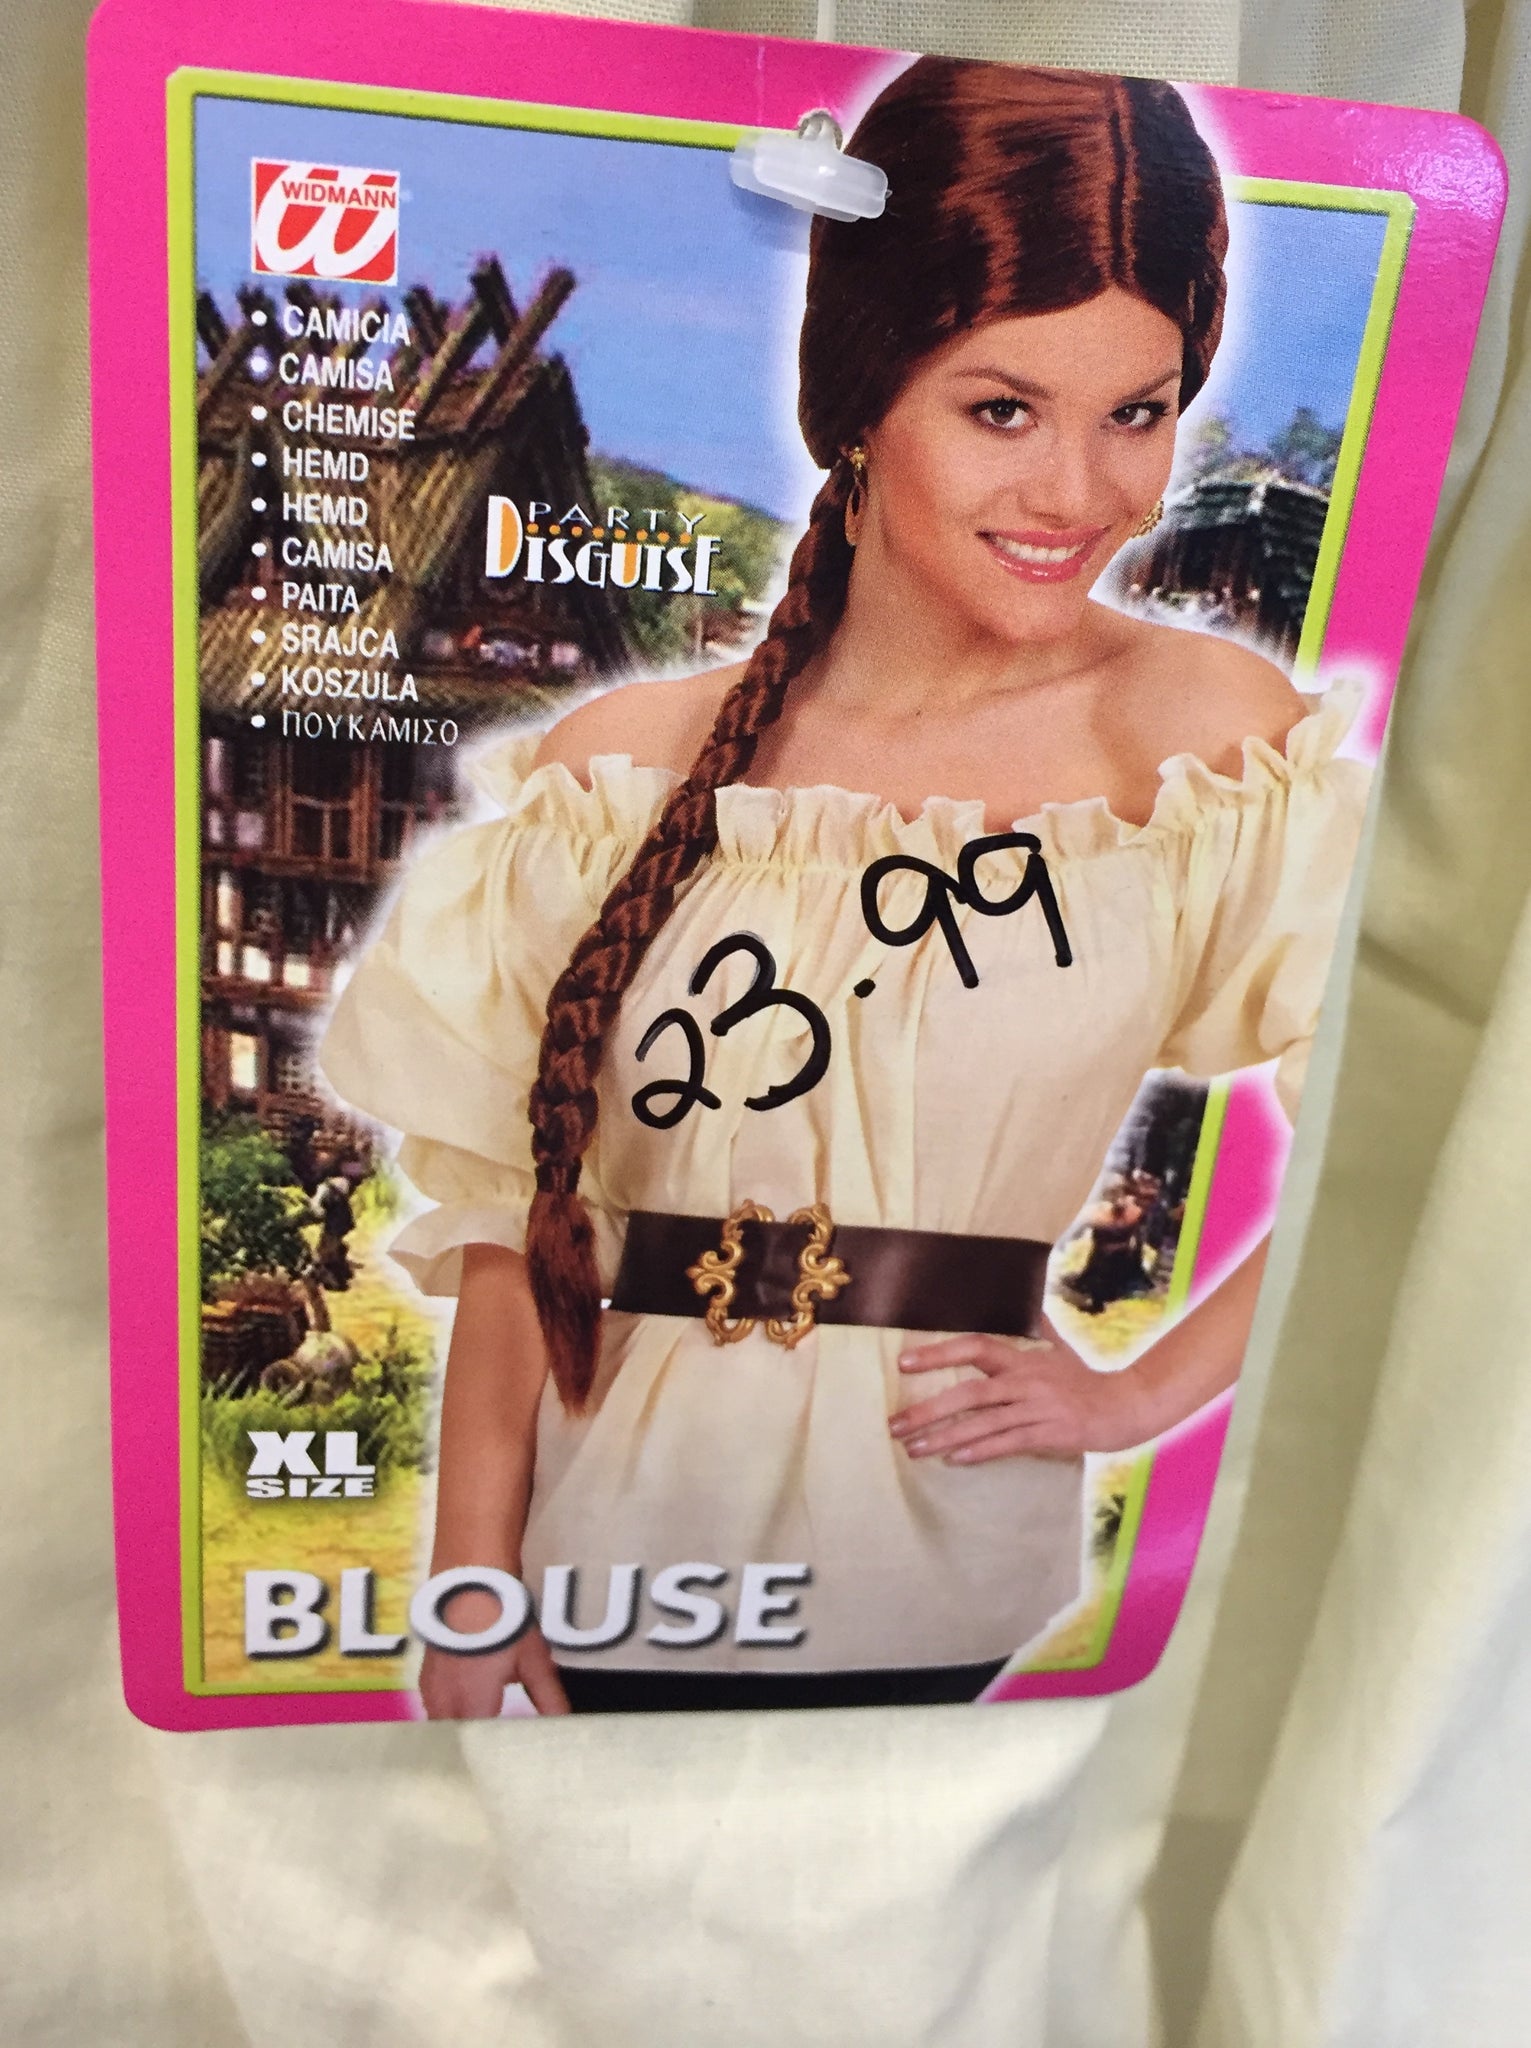 WIDMANN
• CAMICIA
• CAMISA
• CHEMISE
• HEMD
• HEMD
• CAMISA
• PAITA
• SRAJCA
• KOSZULA
• ΠΟΥΚΑΜΙΣΟ
PARTY
DISGUISE
23.99
XL
SIZE
BLOUSE